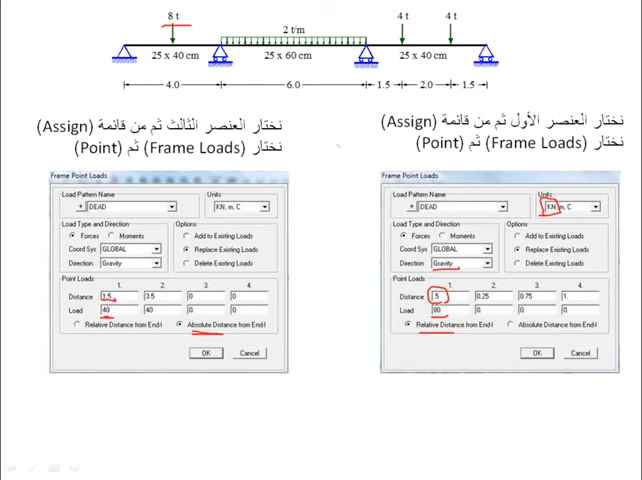 8 t
2 t/m
4 t
4 t
25 x 40 cm
25 x 60 cm
25 x 40 cm
4.0
6.0
1.5
2.0
1.5
نختار العنصر الأول ثم من قائمة (Assign)
نختار (Frame Loads) ثم (Point)
نختار العنصر الثالث ثم من قائمة (Assign)
نختار (Frame Loads) ثم (Point)
Frame Point Loads
Load Pattern Name
Units
+ DEAD
KN, m, C
Load Type and Direction
Options
Forces Moments
Add to Existing Loads
Coord Sys GLOBAL
Replace Existing Loads
Direction Gravity
Delete Existing Loads
Point Loads
1. 2. 3. 4.
Distance 1.5 3.5 0 0
Load 40 40 0. 0.
Relative Distance from End-I
Absolute Distance from End-I
OK Cancel
Frame Point Loads
Load Pattern Name
Units
+ DEAD
KN, m, C
Load Type and Direction
Options
Forces Moments
Add to Existing Loads
Coord Sys GLOBAL
Replace Existing Loads
Direction Gravity
Delete Existing Loads
Point Loads
1. 2. 3. 4.
Distance .5 0.25 0.75 1.
Load 80 0. 0. 0.
Relative Distance from End-I
Absolute Distance from End-I
OK Cancel